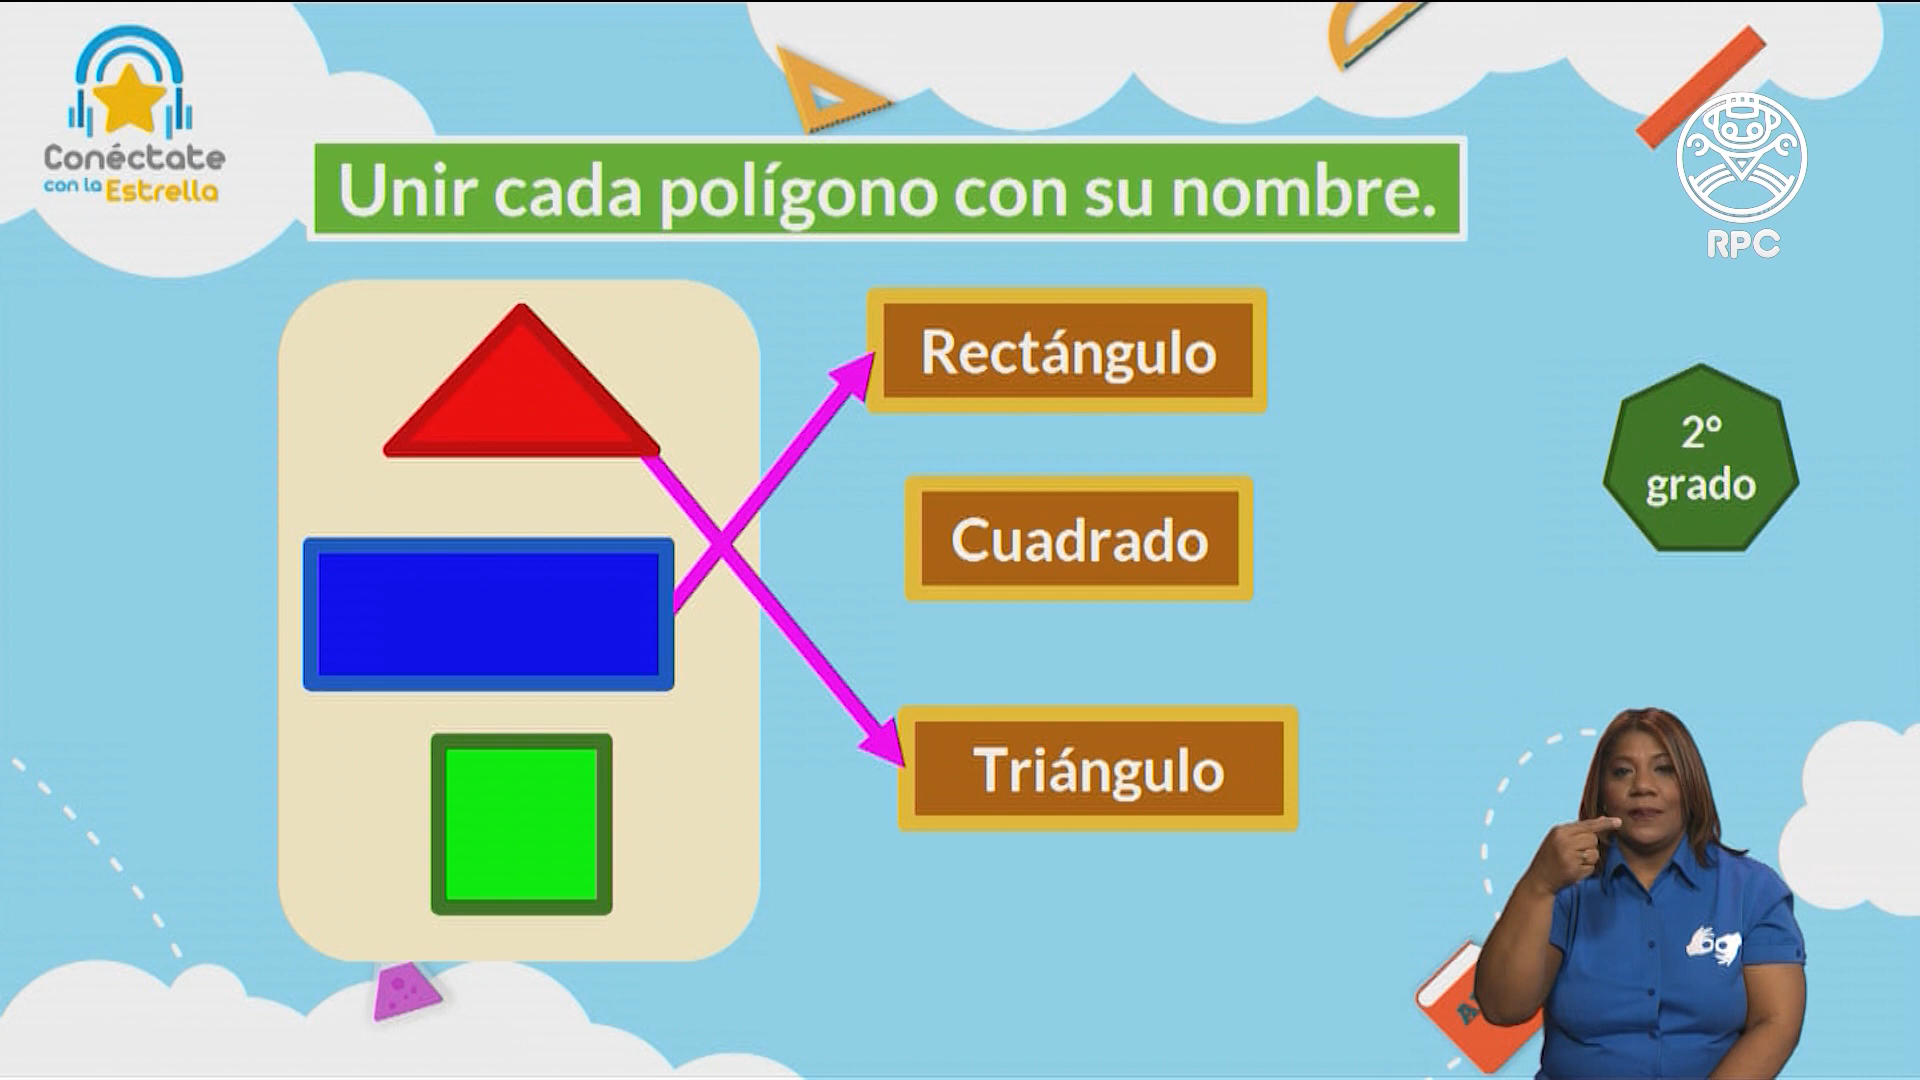 Conéctate
con la Estrella
Unir cada polígono con su nombre.
RPC
Rectángulo
Cuadrado
Triángulo
2°
grado
A